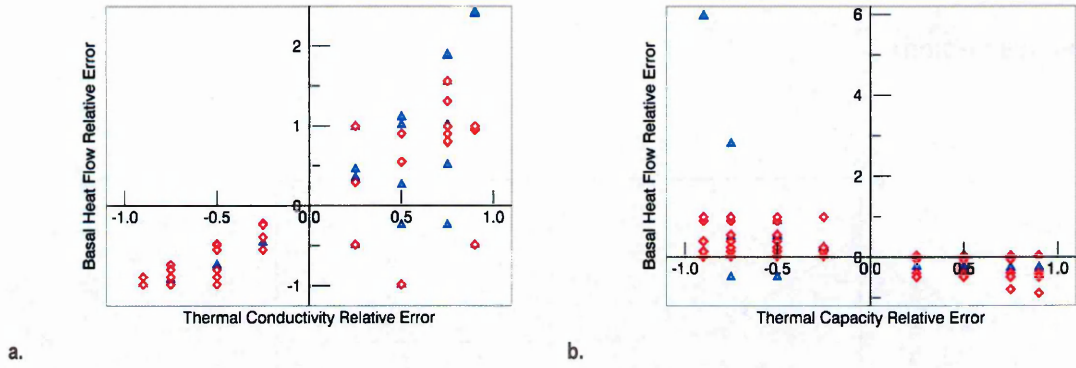 Basal Heat Flow Relative Error
2
1
0
-1
-1.0 -0.5 0.0 0.5 1.0
Thermal Conductivity Relative Error
a.
Basal Heat Flow Relative Error
6
4
2
0
-1.0 -0.5 0.0 0.5 1.0
Thermal Capacity Relative Error
b.